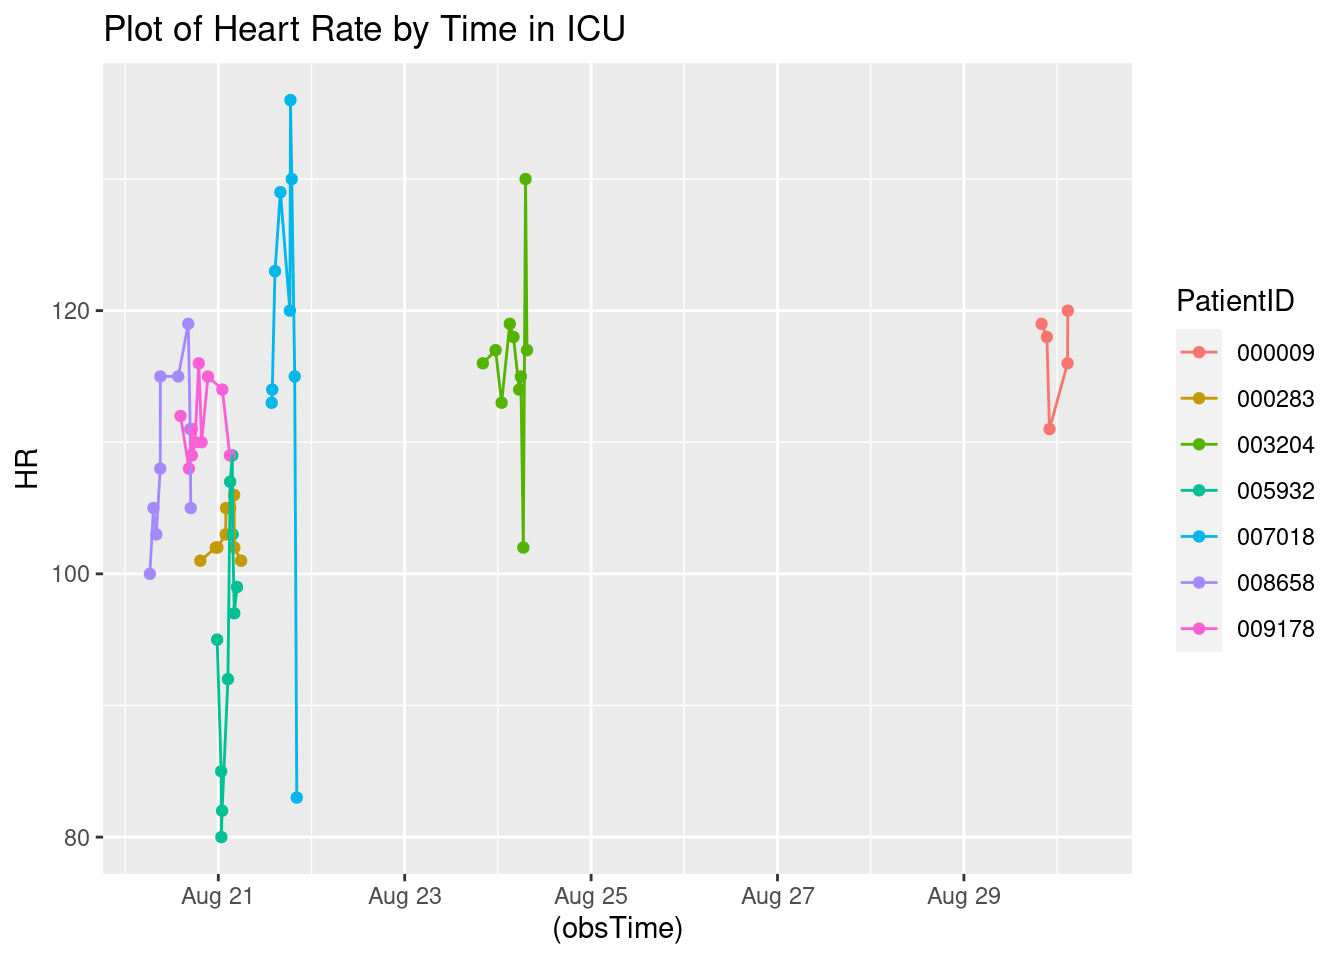 Plot of Heart Rate by Time in ICU
HR
120
100
80
Aug 21
Aug 23
Aug 25
Aug 27
Aug 29
(obsTime)
PatientID
000009
000283
003204
005932
007018
008658
009178